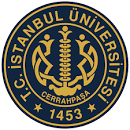 T.C. İSTANBUL ÜNİVERSİTESİ
CERRAHPAŞA
1453